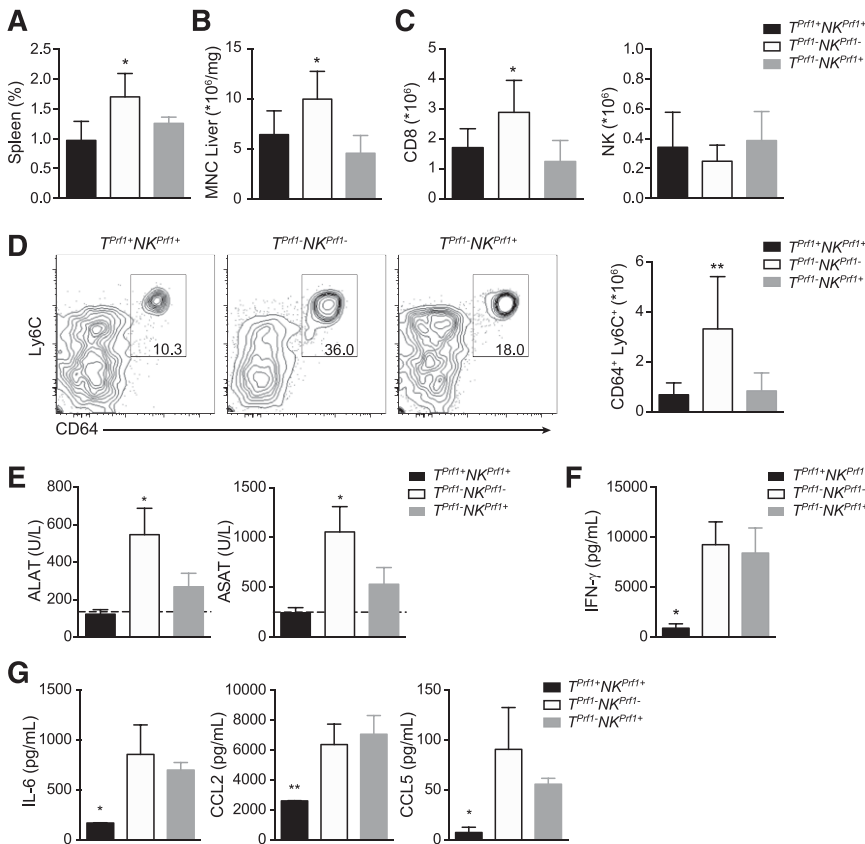 A
B
C
T^Prf1+NK^Prf1+
T^Prf1-NK^Prf1-
T^Prf1-NK^Prf1+
Spleen (%)
2.5
2.0
1.5
1.0
0.5
0.0
*
MNC Liver (*10^6/mg)
15
10
5
0
*
CD8 (*10^6)
5
4
3
2
1
0
*
NK (*10^6)
1.0
0.8
0.6
0.4
0.2
0.0
D
T^Prf1+NK^Prf1+
T^Prf1-NK^Prf1-
T^Prf1-NK^Prf1+
Ly6C
10.3
36.0
18.0
CD64
T^Prf1+NK^Prf1+
T^Prf1-NK^Prf1-
T^Prf1-NK^Prf1+
CD64+ Ly6C+ (*10^6)
6
4
2
0
**
E
T^Prf1+NK^Prf1+
T^Prf1-NK^Prf1-
T^Prf1-NK^Prf1+
ALAT (U/L)
800
600
400
200
0
*
ASAT (U/L)
1500
1000
500
0
*
F
T^Prf1+NK^Prf1
T^Prf1-NK^Prf1-
T^Prf1-NK^Prf1+
IFN-γ (pg/mL)
15000
10000
5000
0
*
G
T^Prf1+NK^Prf1+
T^Prf1-NK^Prf1-
T^Prf1-NK^Prf1+
IL-6 (pg/mL)
1500
1000
500
0
*
CCL2 (pg/mL)
10000
8000
6000
4000
2000
0
**
CCL5 (pg/mL)
150
100
50
0
*